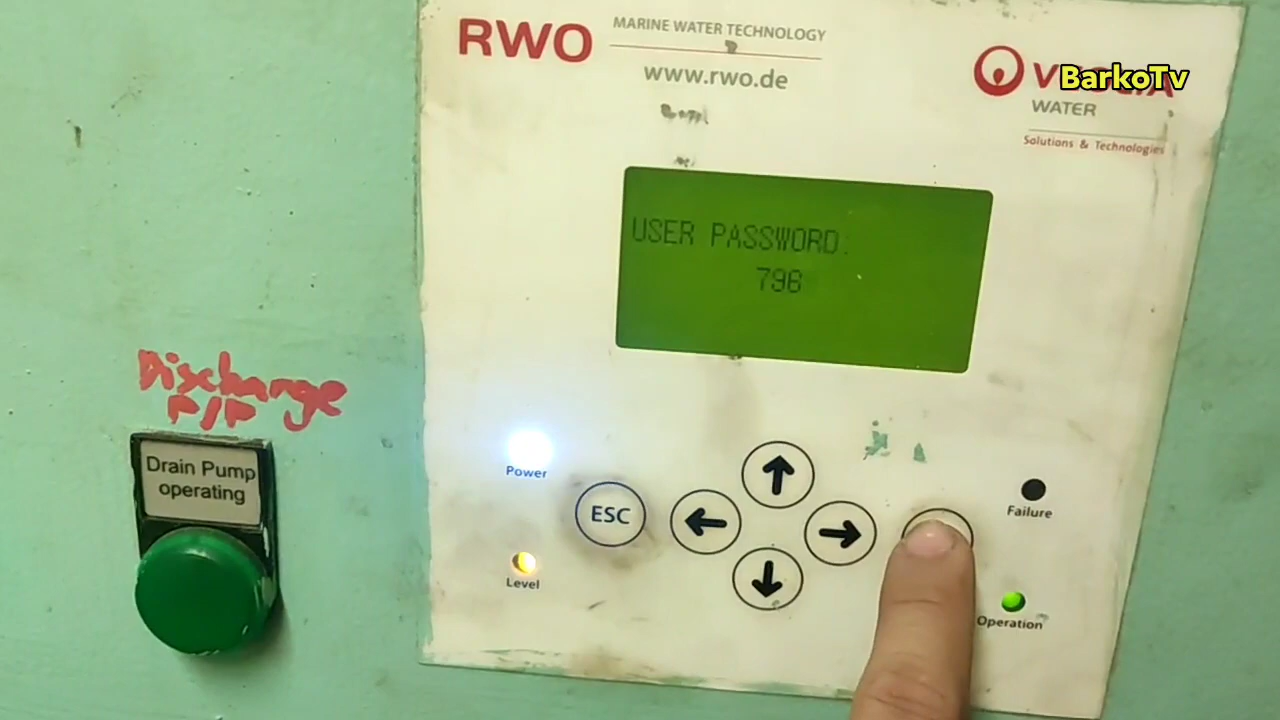 RWO
MARINE WATER TECHNOLOGY
www.rwo.de
BarkoTv
WATER
Solutions & Technologies
USER PASSWORD:
796
Discharge
P/P
Drain Pump
operating
Power
ESC
Level
Failure
Operation